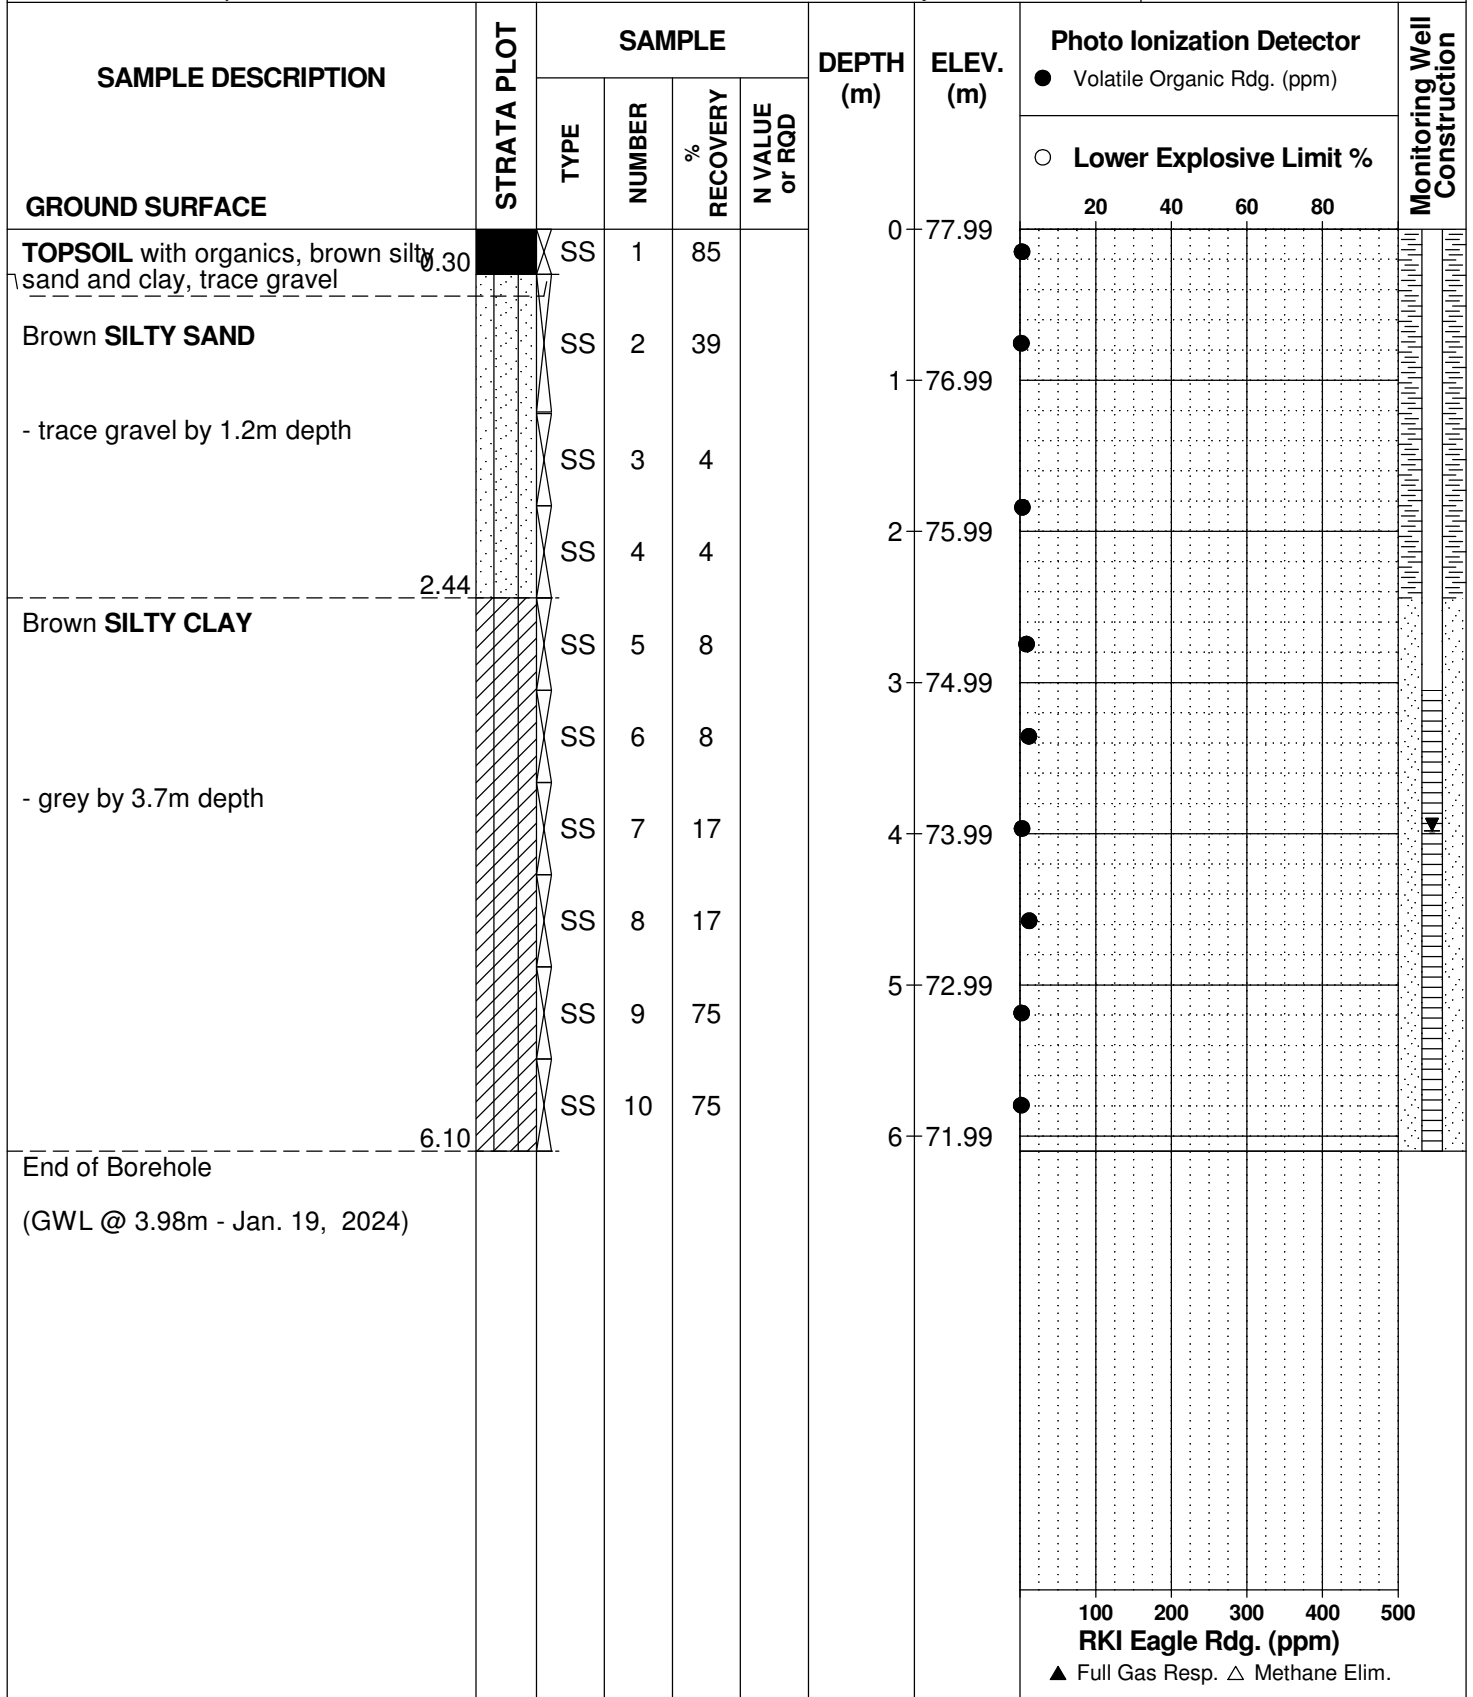 SAMPLE DESCRIPTION
GROUND SURFACE
STRATA PLOT
SAMPLE
TYPE
NUMBER
%
RECOVERY
N VALUE
or RQD
DEPTH
(m)
ELEV.
(m)
Photo Ionization Detector
● Volatile Organic Rdg. (ppm)
○ Lower Explosive Limit %
20 40 60 80
Monitoring Well
Construction
0 77.99
TOPSOIL with organics, brown silty
0.30
sand and clay, trace gravel
SS 1 85
Brown SILTY SAND
SS 2 39
1 76.99
- trace gravel by 1.2m depth
SS 3 4
2 75.99
SS 4 4
2.44
Brown SILTY CLAY
SS 5 8
3 74.99
SS 6 8
- grey by 3.7m depth
SS 7 17
4 73.99
SS 8 17
5 72.99
SS 9 75
SS 10 75
6.10
6 71.99
End of Borehole
(GWL @ 3.98m - Jan. 19, 2024)
100 200 300 400 500
RKI Eagle Rdg. (ppm)
▲ Full Gas Resp. △ Methane Elim.